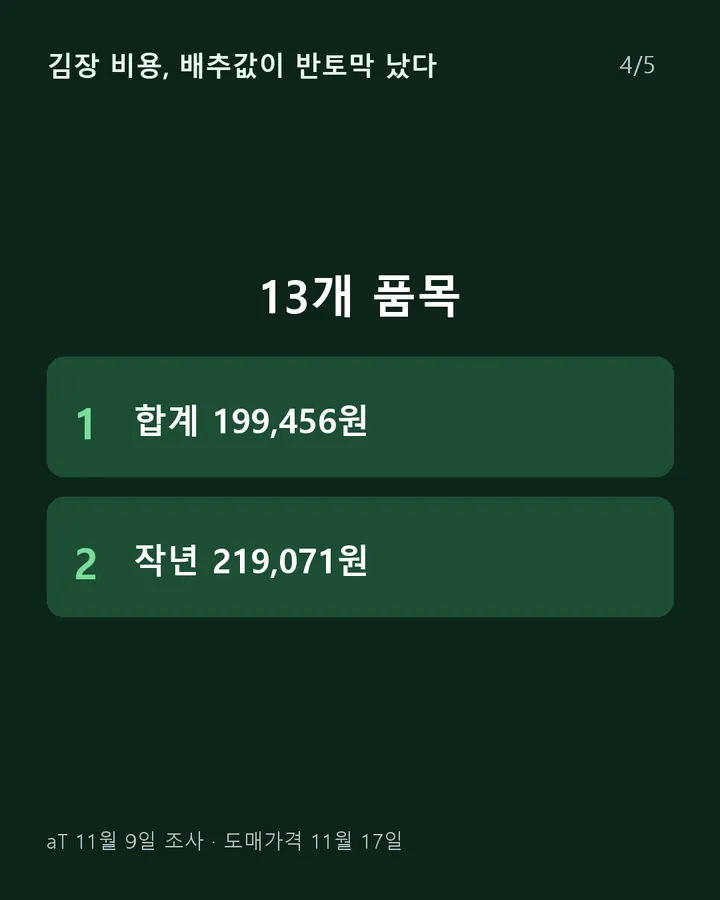 김장 비용, 배추값이 반토막 났다
4/5
13개 품목
1 합계 199,456원
2 작년 219,071원
aT 11월 9일 조사 · 도매가격 11월 17일